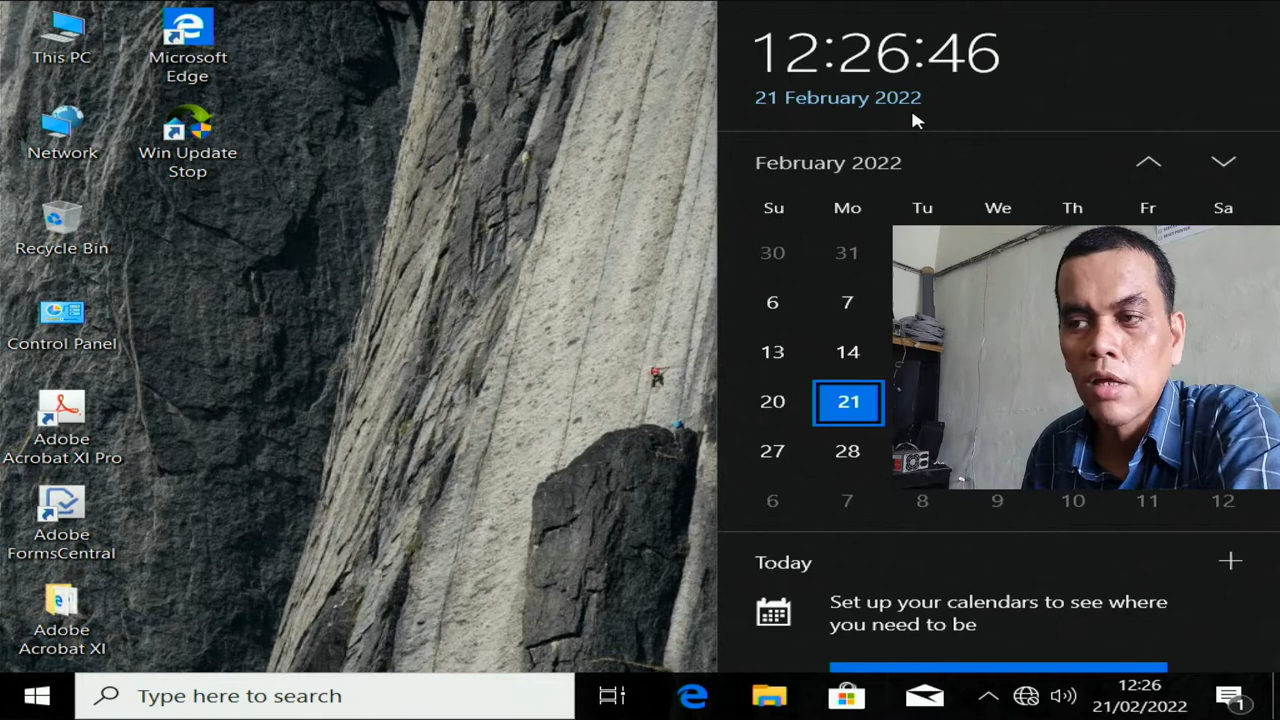 This PC
Microsoft
Edge
Network
Win Update
Stop
Recycle Bin
Control Panel
Adobe
Acrobat XI Pro
Adobe
FormsCentral
Adobe
Acrobat XI
12:26:46
21 February 2022
February 2022
Su Mo Tu We Th Fr Sa
30 31
6 7
13 14
20 21
27 28
6 7 8 9 10 11 12
Today
Set up your calendars to see where
you need to be
Type here to search
12:26
21/02/2022
1